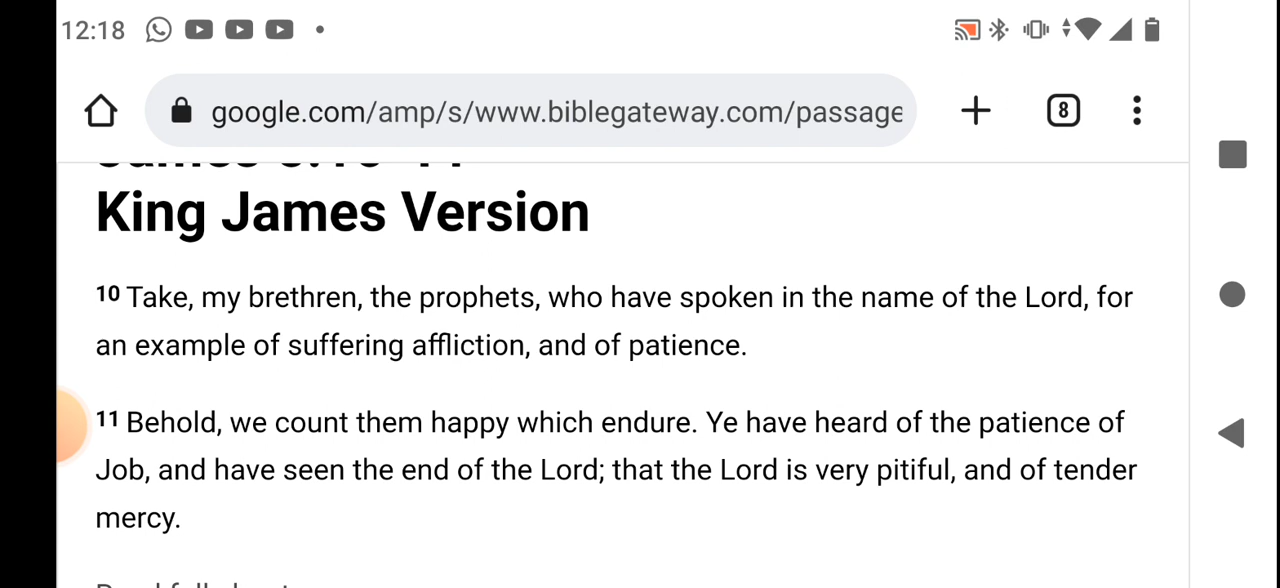 12:18
google.com/amp/s/www.biblegateway.com/passage
8
King James Version
10 Take, my brethren, the prophets, who have spoken in the name of the Lord, for
an example of suffering affliction, and of patience.
11 Behold, we count them happy which endure. Ye have heard of the patience of
Job, and have seen the end of the Lord; that the Lord is very pitiful, and of tender
mercy.